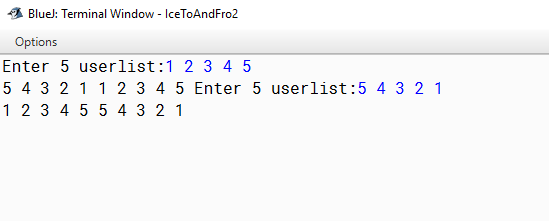 BlueJ: Terminal Window - IceToAndFro2
Options
Enter 5 userlist:1 2 3 4 5
5 4 3 2 1 1 2 3 4 5 Enter 5 userlist:5 4 3 2 1
1 2 3 4 5 5 4 3 2 1